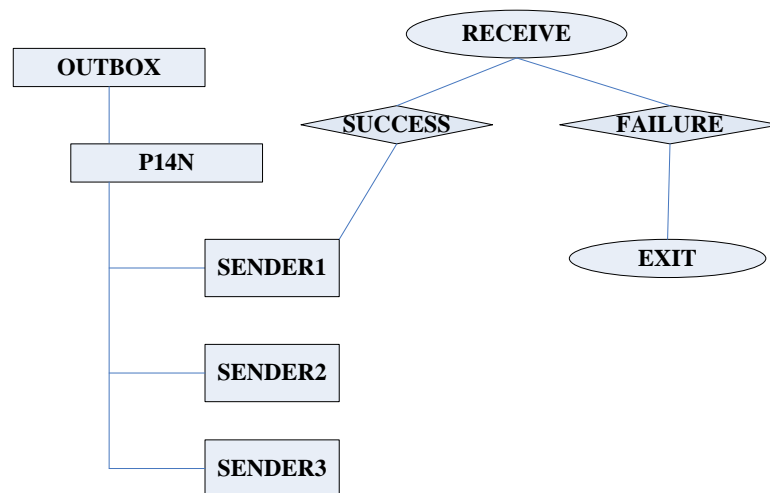 RECEIVE
OUTBOX
SUCCESS
FAILURE
P14N
SENDER1
EXIT
SENDER2
SENDER3